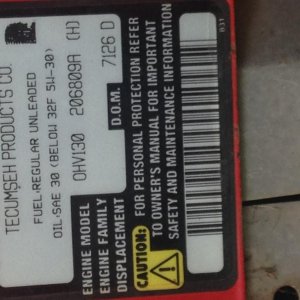 TECUMSEH PRODUCTS CO.
FUEL:REGULAR UNLEADED
OIL-SAE 30 (BELOW 32F 5W-30)
ENGINE MODEL OHV130 206809A (H)
ENGINE FAMILY
DISPLACEMENT D.O.M. 7126 D
CAUTION: FOR PERSONAL PROTECTION REFER
TO OWNER'S MANUAL FOR IMPORTANT
SAFETY AND MAINTENANCE INFORMATION